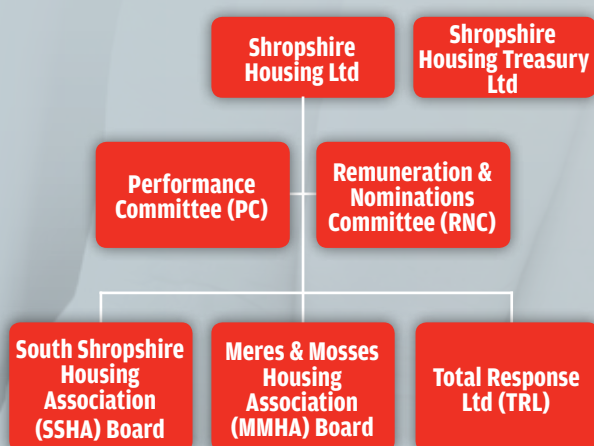 Shropshire
Housing Ltd
Shropshire
Housing Treasury
Ltd
Performance
Committee (PC)
Remuneration &
Nominations
Committee (RNC)
South Shropshire
Housing
Association
(SSHA) Board
Meres & Mosses
Housing
Association
(MMHA) Board
Total Response
Ltd (TRL)